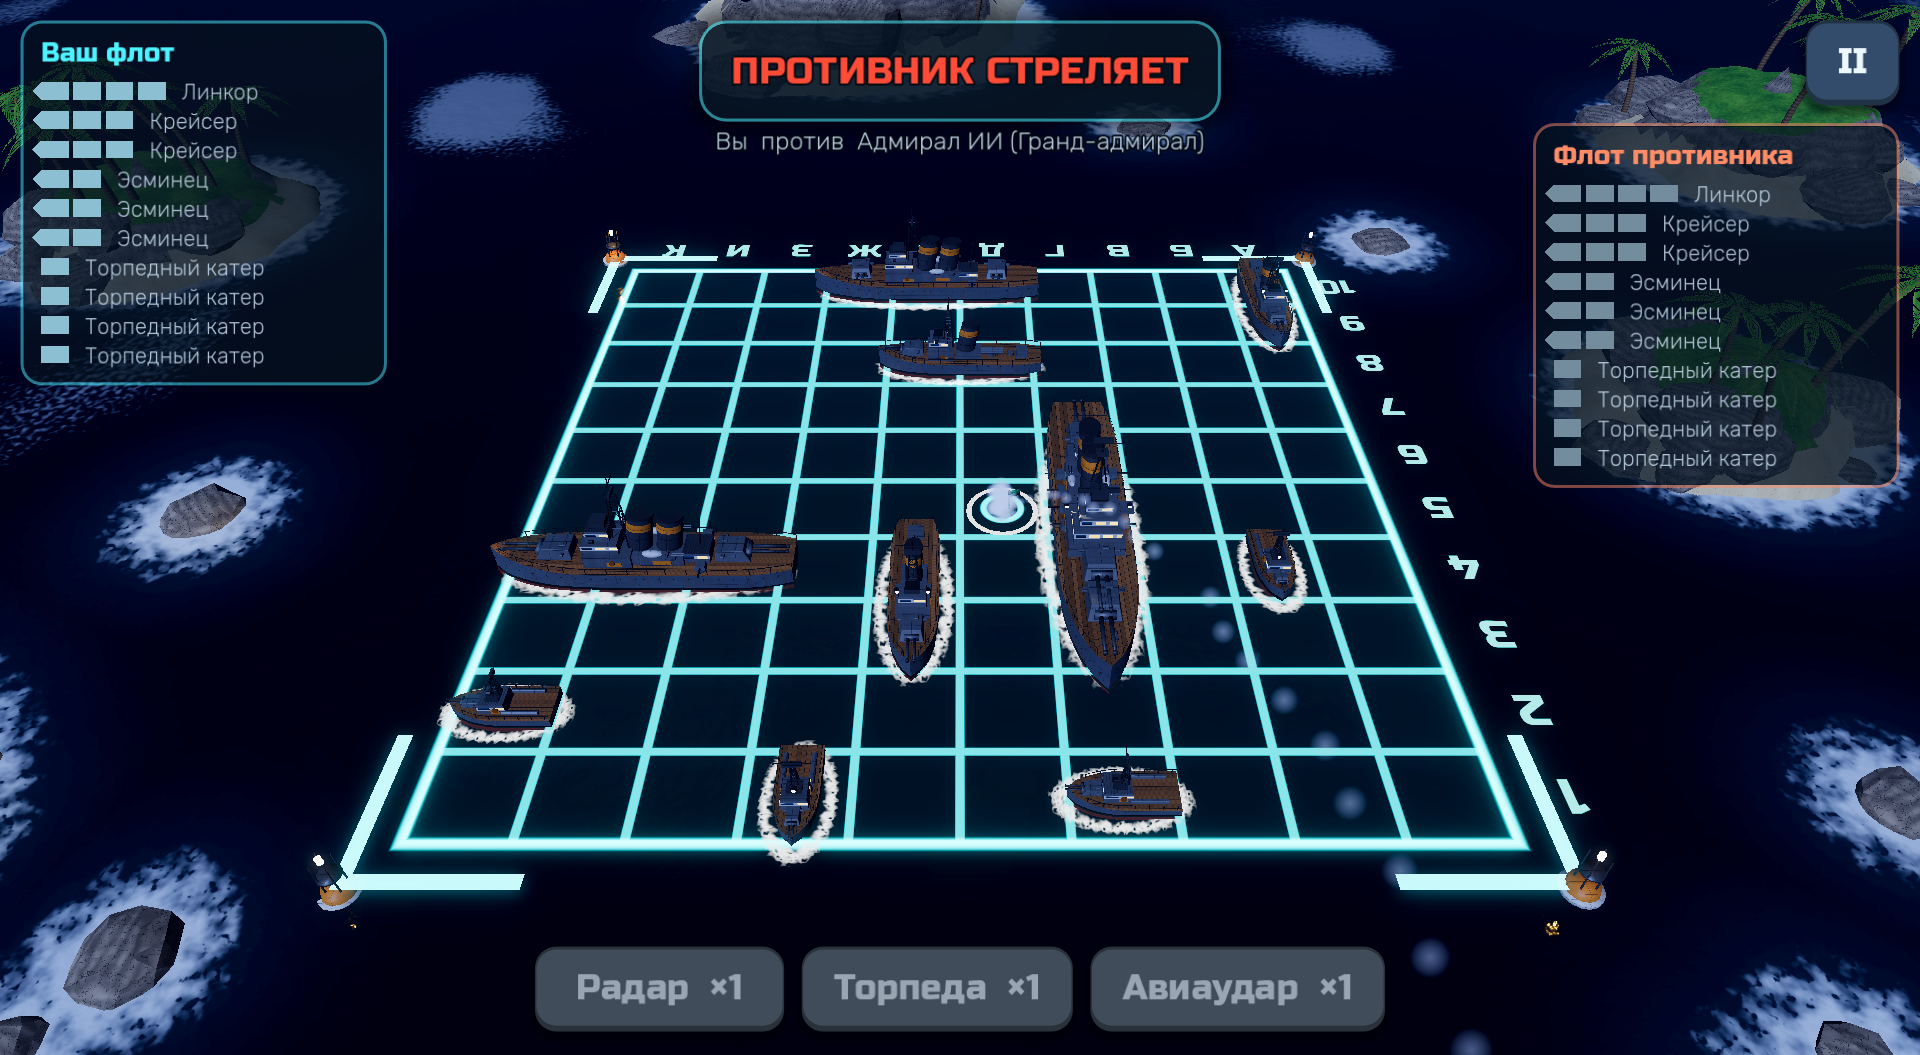 Ваш флот
Линкор
Крейсер
Крейсер
Эсминец
Эсминец
Эсминец
Торпедный катер
Торпедный катер
Торпедный катер
Торпедный катер
ПРОТИВНИК СТРЕЛЯЕТ
Вы против Адмирал ИИ (Гранд-адмирал)
II
Флот противника
Линкор
Крейсер
Крейсер
Эсминец
Эсминец
Эсминец
Торпедный катер
Торпедный катер
Торпедный катер
Торпедный катер
К И З Ж Д Г В Б А
10
9
8
7
6
5
4
3
2
1
Радар ×1
Торпеда ×1
Авиаудар ×1